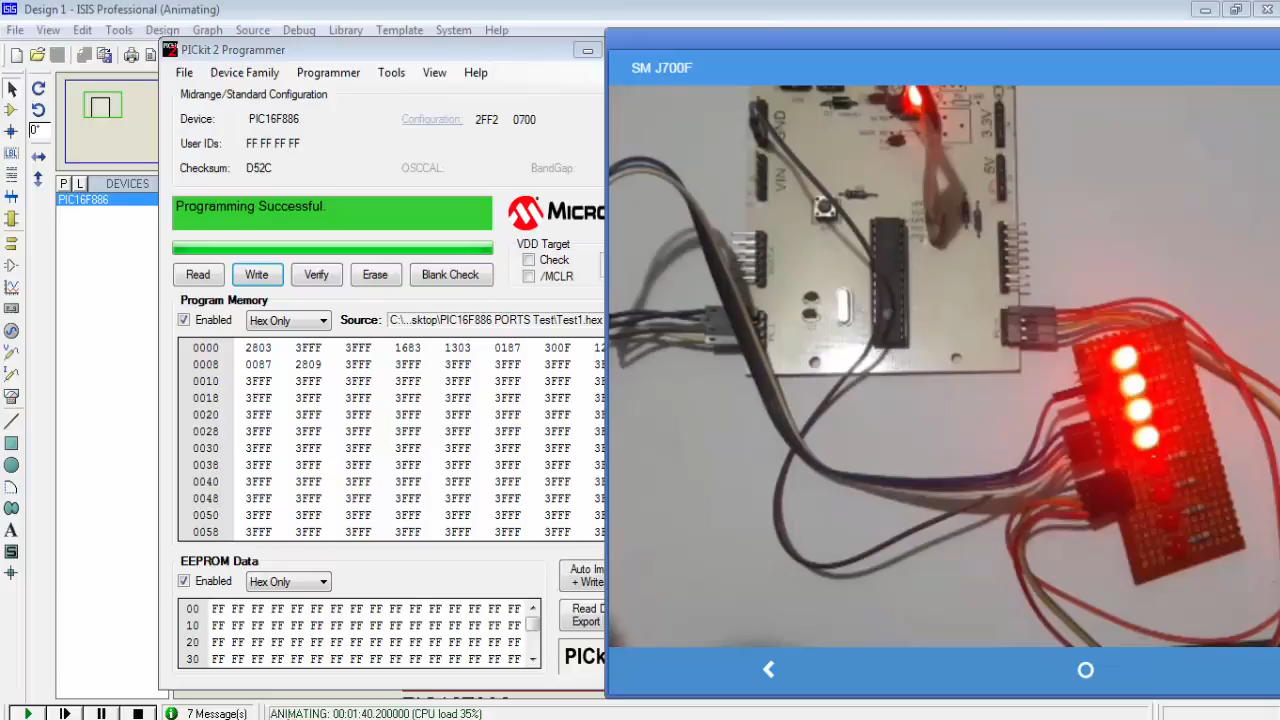 Design 1 - ISIS Professional (Animating)
File View Edit Tools Design Graph Source Debug Library Template System Help
PICkit 2 Programmer
File Device Family Programmer Tools View Help
Midrange/Standard Configuration
Device: PIC16F886 Configuration: 2FF2 0700
User IDs: FF FF FF FF
Checksum: D52C OSCCAL: BandGap:
Programming Successful.
MICRO
VDD Target
Check
/MCLR
Read Write Verify Erase Blank Check
Program Memory
Enabled Hex Only Source: C:\...sktop\PIC16F886 PORTS Test\Test1.hex
0000 2803 3FFF 3FFF 1683 1303 0187 300F
0008 0087 2809 3FFF 3FFF 3FFF 3FFF 3FFF
0010 3FFF 3FFF 3FFF 3FFF 3FFF 3FFF 3FFF
0018 3FFF 3FFF 3FFF 3FFF 3FFF 3FFF 3FFF
0020 3FFF 3FFF 3FFF 3FFF 3FFF 3FFF 3FFF
0028 3FFF 3FFF 3FFF 3FFF 3FFF 3FFF 3FFF
0030 3FFF 3FFF 3FFF 3FFF 3FFF 3FFF 3FFF
0038 3FFF 3FFF 3FFF 3FFF 3FFF 3FFF 3FFF
0040 3FFF 3FFF 3FFF 3FFF 3FFF 3FFF 3FFF
0048 3FFF 3FFF 3FFF 3FFF 3FFF 3FFF 3FFF
0050 3FFF 3FFF 3FFF 3FFF 3FFF 3FFF 3FFF
0058 3FFF 3FFF 3FFF 3FFF 3FFF 3FFF 3FFF
EEPROM Data
Enabled Hex Only
00 FF FF FF FF FF FF FF FF FF FF FF FF FF FF FF FF
10 FF FF FF FF FF FF FF FF FF FF FF FF FF FF FF FF
20 FF FF FF FF FF FF FF FF FF FF FF FF FF FF FF FF
30 FF FF FF FF FF FF FF FF FF FF FF FF FF FF FF FF
Auto Im
+ Write
Read D
Export
PICk
0°
LBL
P L DEVICES
PIC16F886
A
S
SM J700F
GND
VIN
3.3V
5V
7 Message(s) ANIMATING: 00:01:40.200000 (CPU load 35%)